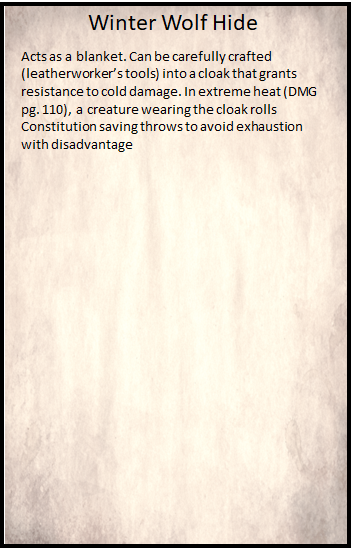 Winter Wolf Hide
Acts as a blanket. Can be carefully crafted
(leatherworker's tools) into a cloak that grants
resistance to cold damage. In extreme heat (DMG
pg. 110), a creature wearing the cloak rolls
Constitution saving throws to avoid exhaustion
with disadvantage